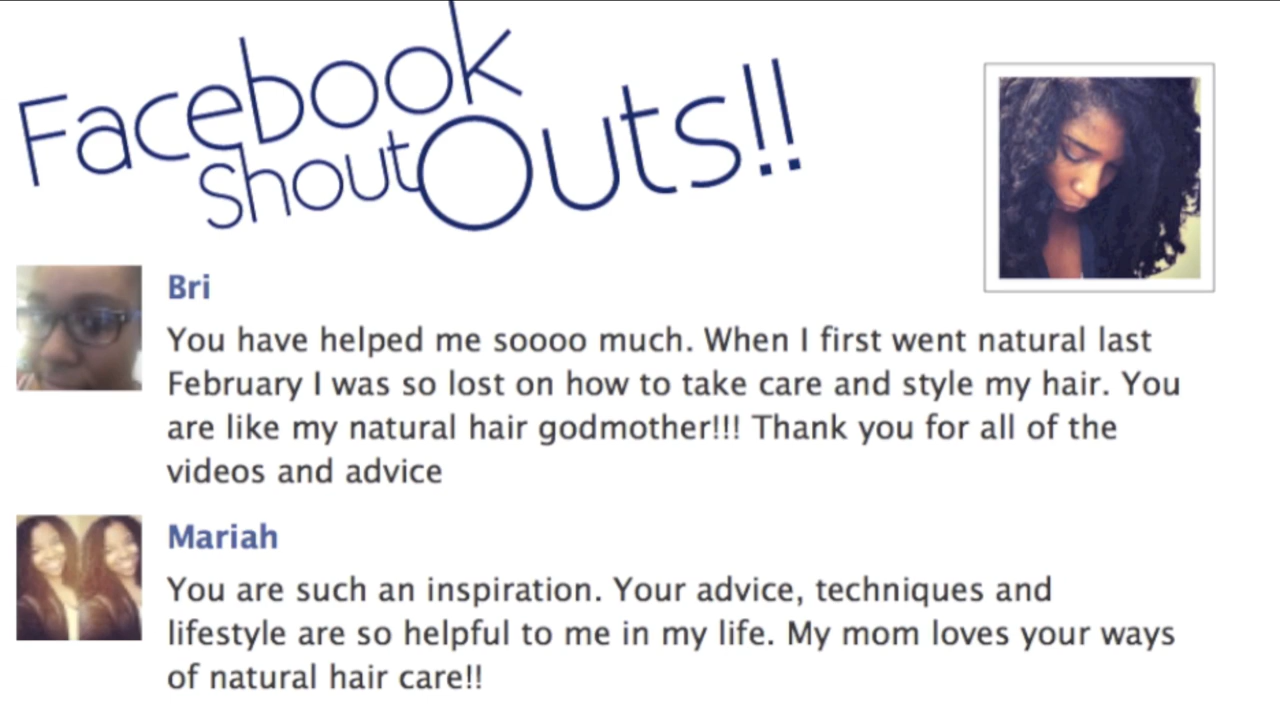 Facebook
Shout Outs!!
Bri
You have helped me soooo much. When I first went natural last
February I was so lost on how to take care and style my hair. You
are like my natural hair godmother!!! Thank you for all of the
videos and advice
Mariah
You are such an inspiration. Your advice, techniques and
lifestyle are so helpful to me in my life. My mom loves your ways
of natural hair care!!